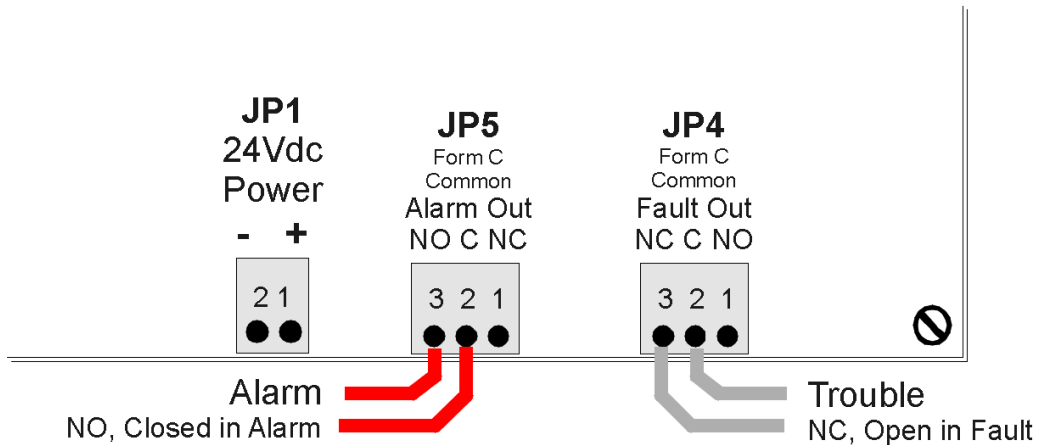 JP1
24Vdc
Power
- +
2 1
JP5
Form C
Common
Alarm Out
NO C NC
3 2 1
JP4
Form C
Common
Fault Out
NC C NO
3 2 1
Alarm
NO, Closed in Alarm
Trouble
NC, Open in Fault